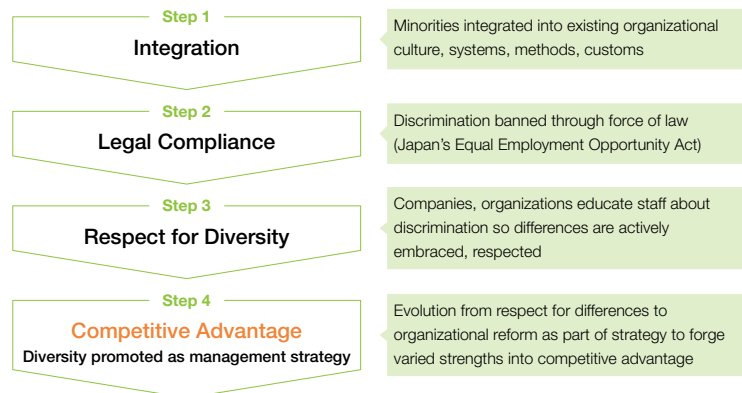 Step 1
Integration
Minorities integrated into existing organizational
culture, systems, methods, customs
Step 2
Legal Compliance
Discrimination banned through force of law
(Japan's Equal Employment Opportunity Act)
Step 3
Respect for Diversity
Companies, organizations educate staff about
discrimination so differences are actively
embraced, respected
Step 4
Competitive Advantage
Diversity promoted as management strategy
Evolution from respect for differences to
organizational reform as part of strategy to forge
varied strengths into competitive advantage